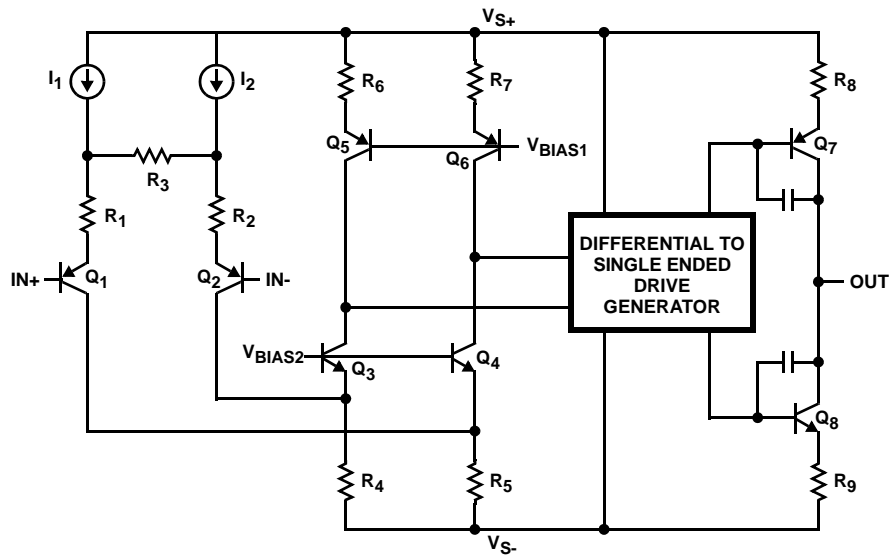 VS+
I1
I2
R6
R7
R8
Q5
Q6
VBIAS1
Q7
R3
R1
R2
DIFFERENTIAL TO
SINGLE ENDED
DRIVE
GENERATOR
IN+
Q1
Q2
IN-
OUT
VBIAS2
Q3
Q4
Q8
R4
R5
R9
VS-